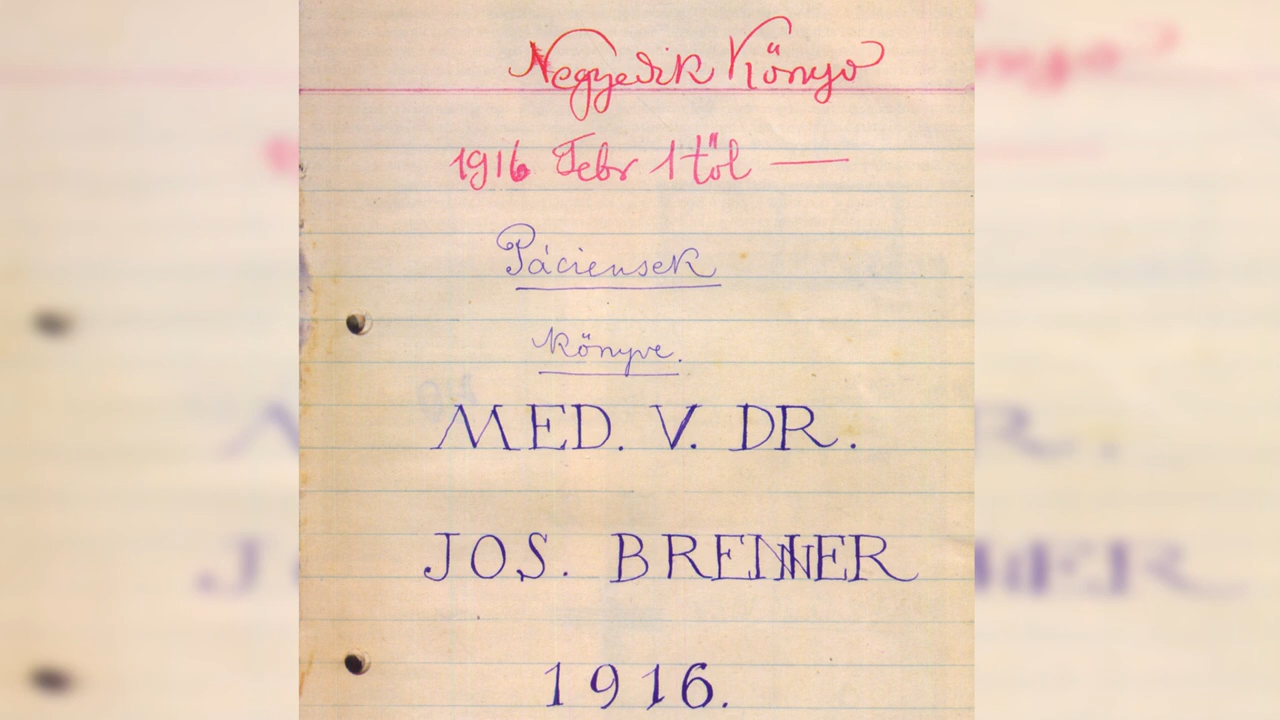 Negyedik Könyv
1916 Febr 1től —
Páciensek
könyve.
MED. V. DR.
JOS. BRENNER
1916.